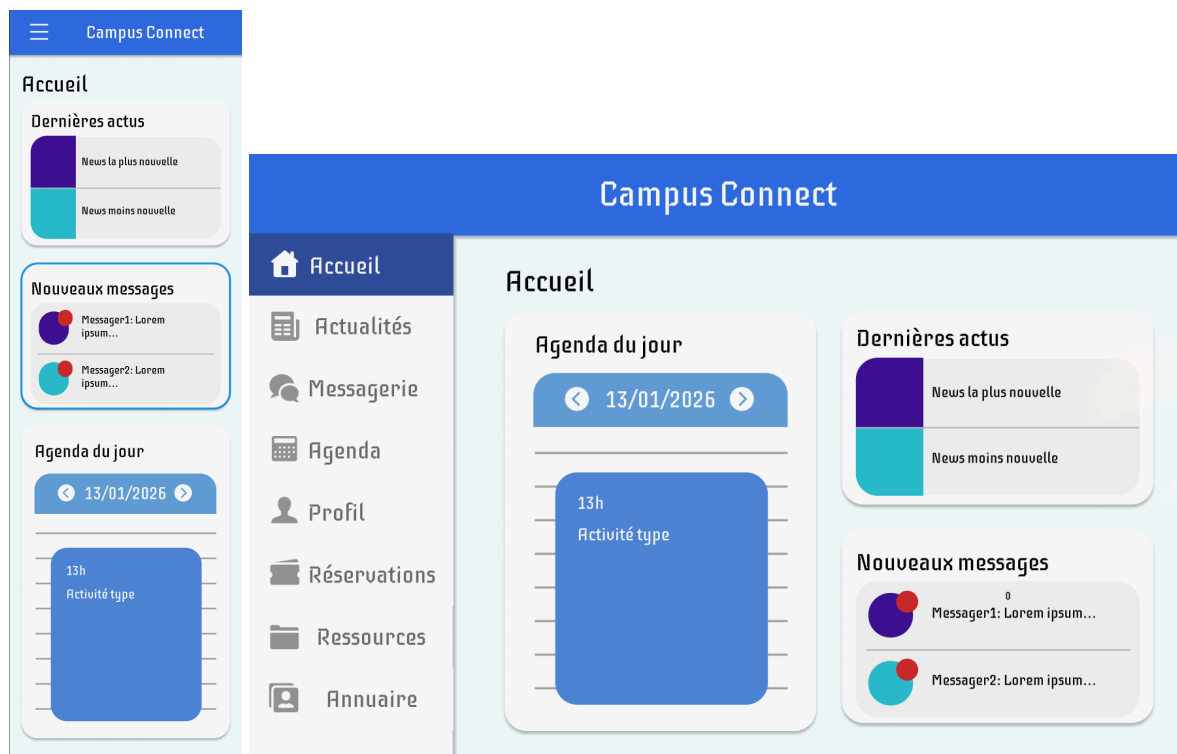 Campus Connect
Accueil
Dernières actus
News la plus nouvelle
News moins nouvelle
Nouveaux messages
Messager1: Lorem
ipsum...
Messager2: Lorem
ipsum...
Agenda du jour
13/01/2026
13h
Activité type
Campus Connect
Accueil
Actualités
Messagerie
Agenda
Profil
Réservations
Ressources
Annuaire
Accueil
Agenda du jour
13/01/2026
13h
Activité type
Dernières actus
News la plus nouvelle
News moins nouvelle
Nouveaux messages
0
Messager1: Lorem ipsum...
Messager2: Lorem ipsum...